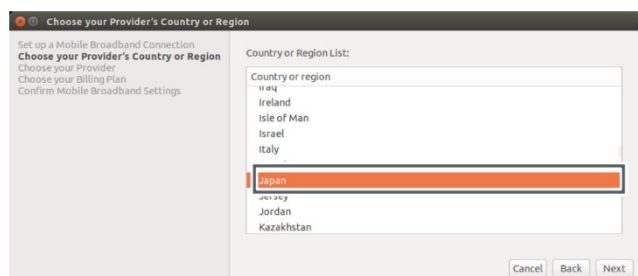 Choose your Provider's Country or Region
Set up a Mobile Broadband Connection
Choose your Provider's Country or Region
Choose your Provider
Choose your Billing Plan
Confirm Mobile Broadband Settings
Country or Region List:
Country or region
Iraq
Ireland
Isle of Man
Israel
Italy
Japan
Jersey
Jordan
Kazakhstan
Cancel Back Next